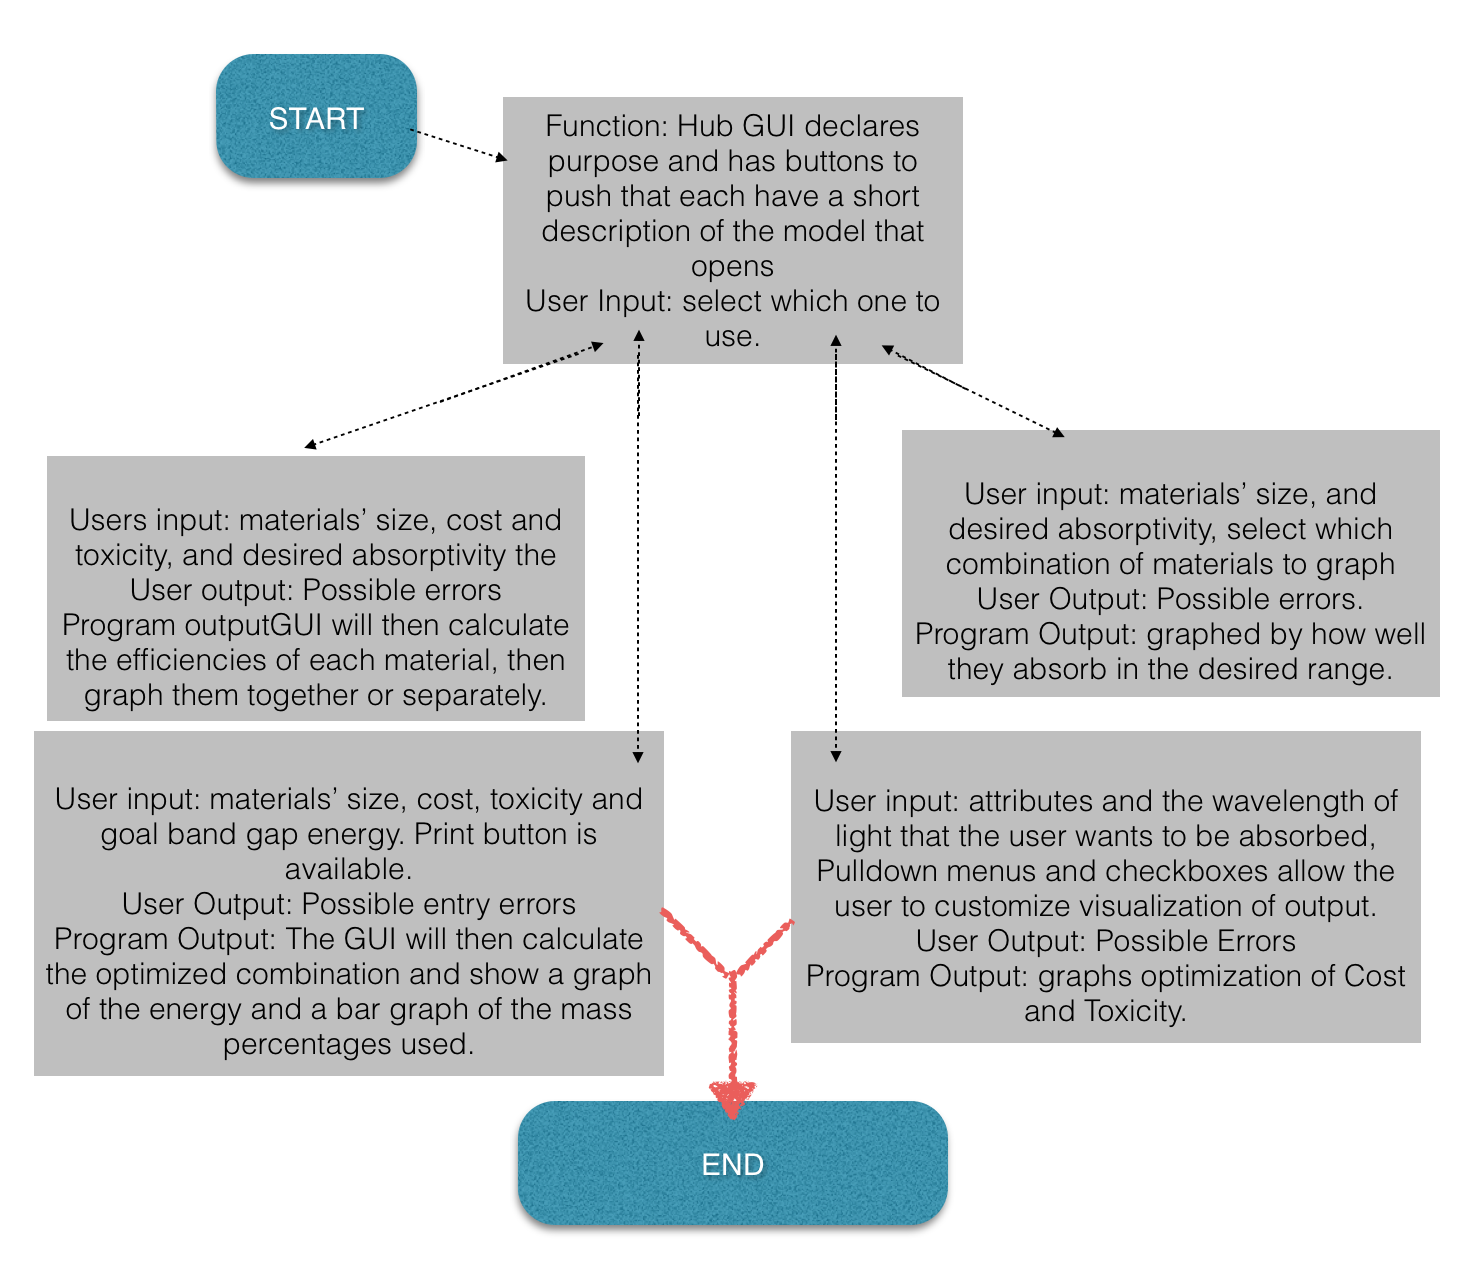 START
Function: Hub GUI declares
purpose and has buttons to
push that each have a short
description of the model that
opens
User Input: select which one to
use.
Users input: materials’ size, cost and
toxicity, and desired absorptivity the
User output: Possible errors
Program outputGUI will then calculate
the efficiencies of each material, then
graph them together or separately.
User input: materials’ size, and
desired absorptivity, select which
combination of materials to graph
User Output: Possible errors.
Program Output: graphed by how well
they absorb in the desired range.
User input: materials’ size, cost, toxicity and
goal band gap energy. Print button is
available.
User Output: Possible entry errors
Program Output: The GUI will then calculate
the optimized combination and show a graph
of the energy and a bar graph of the mass
percentages used.
User input: attributes and the wavelength of
light that the user wants to be absorbed,
Pulldown menus and checkboxes allow the
user to customize visualization of output.
User Output: Possible Errors
Program Output: graphs optimization of Cost
and Toxicity.
END